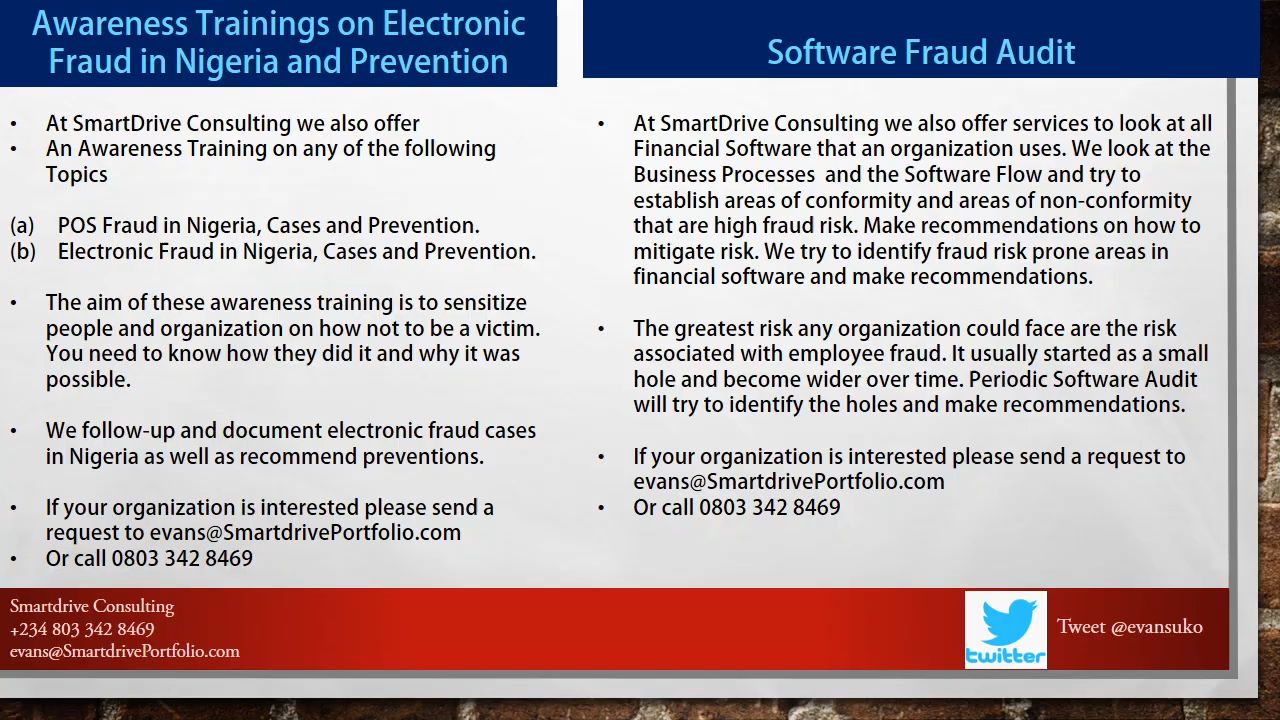 Awareness Trainings on Electronic
Fraud in Nigeria and Prevention
• At SmartDrive Consulting we also offer
• An Awareness Training on any of the following
Topics
(a) POS Fraud in Nigeria, Cases and Prevention.
(b) Electronic Fraud in Nigeria, Cases and Prevention.
• The aim of these awareness training is to sensitize
people and organization on how not to be a victim.
You need to know how they did it and why it was
possible.
• We follow-up and document electronic fraud cases
in Nigeria as well as recommend preventions.
• If your organization is interested please send a
request to evans@SmartdrivePortfolio.com
• Or call 0803 342 8469
Software Fraud Audit
• At SmartDrive Consulting we also offer services to look at all
Financial Software that an organization uses. We look at the
Business Processes and the Software Flow and try to
establish areas of conformity and areas of non-conformity
that are high fraud risk. Make recommendations on how to
mitigate risk. We try to identify fraud risk prone areas in
financial software and make recommendations.
• The greatest risk any organization could face are the risk
associated with employee fraud. It usually started as a small
hole and become wider over time. Periodic Software Audit
will try to identify the holes and make recommendations.
• If your organization is interested please send a request to
evans@SmartdrivePortfolio.com
• Or call 0803 342 8469
Smartdrive Consulting
+234 803 342 8469
evans@SmartdrivePortfolio.com
twitter
Tweet @evansuko